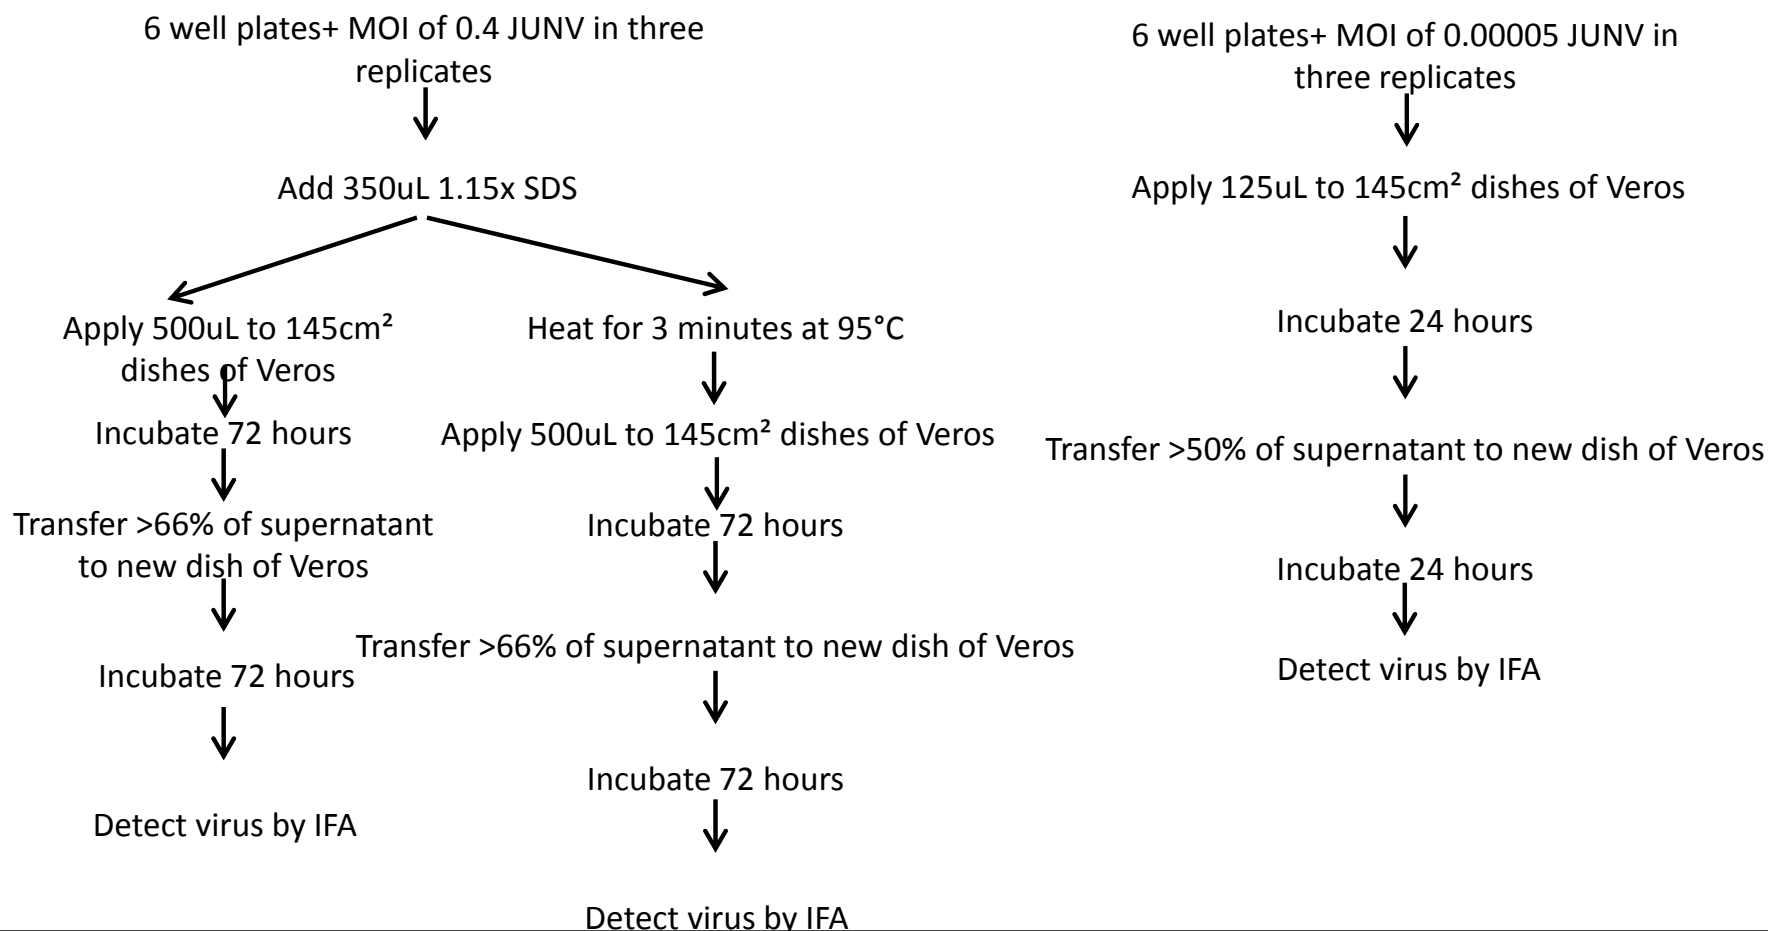 6 well plates+ MOI of 0.4 JUNV in three
replicates
Add 350uL 1.15x SDS
Apply 500uL to 145cm²
dishes of Veros
Incubate 72 hours
Transfer >66% of supernatant
to new dish of Veros
Incubate 72 hours
Detect virus by IFA
Heat for 3 minutes at 95°C
Apply 500uL to 145cm² dishes of Veros
Incubate 72 hours
Transfer >66% of supernatant to new dish of Veros
Incubate 72 hours
Detect virus by IFA
6 well plates+ MOI of 0.00005 JUNV in
three replicates
Apply 125uL to 145cm² dishes of Veros
Incubate 24 hours
Transfer >50% of supernatant to new dish of Veros
Incubate 24 hours
Detect virus by IFA